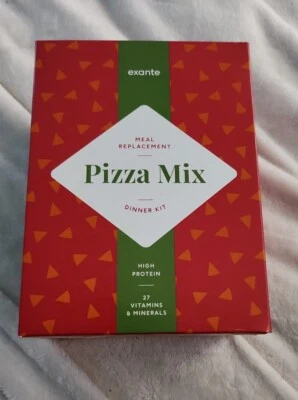 exante
MEAL
REPLACEMENT
Pizza Mix
DINNER KIT
HIGH
PROTEIN
27
VITAMINS
& MINERALS